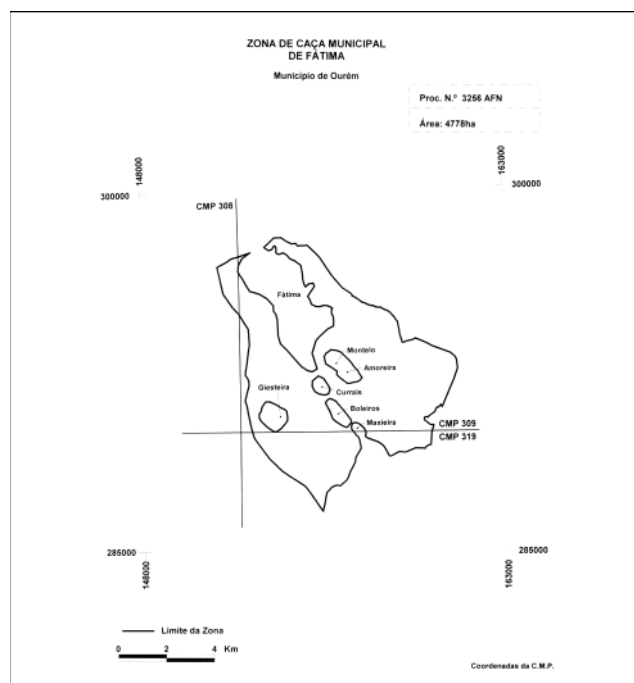 ZONA DE CAÇA MUNICIPAL
DE FÁTIMA
Município de Ourém
Proc. N.º 3256 AFN
Área: 4778ha
148000
163000
300000
300000
CMP 308
Fátima
Montelo
Amoreira
Giesteira
Currais
Boleiros
Maxieira
CMP 309
CMP 319
285000
285000
148000
163000
Limite da Zona
0 2 4 Km
Coordenadas da C.M.P.